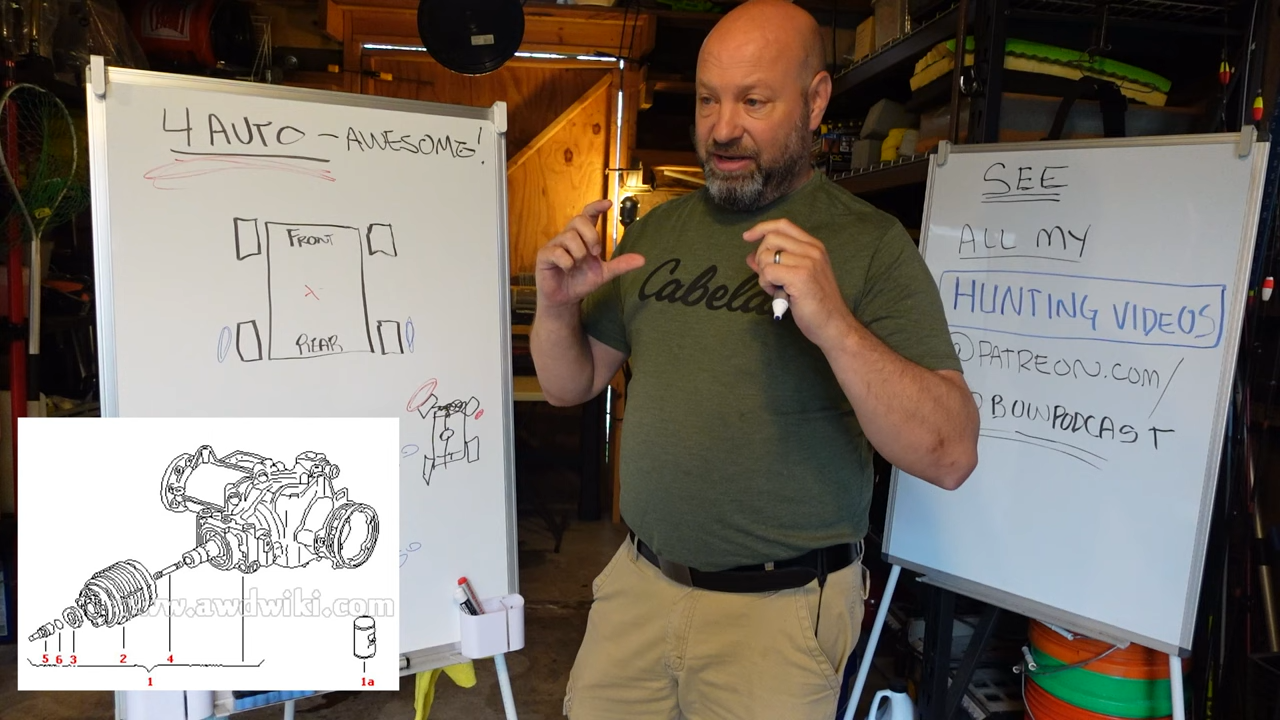 4 AUTO - AWESOME!
FRONT
REAR
Cabela
SEE
ALL MY
HUNTING VIDEOS
@PATREON.COM/
BOWPODCAST
www.awdwiki.com
5 6 3 2 4
1 1a